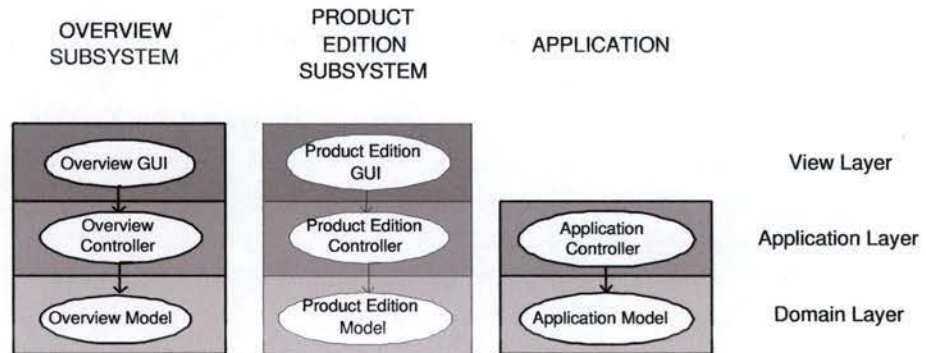 OVERVIEW
SUBSYSTEM
PRODUCT
EDITION
SUBSYSTEM
APPLICATION
Overview GUI
Product Edition
GUI
View Layer
Overview
Controller
Product Edition
Controller
Application
Controller
Application Layer
Overview Model
Product Edition
Model
Application Model
Domain Layer